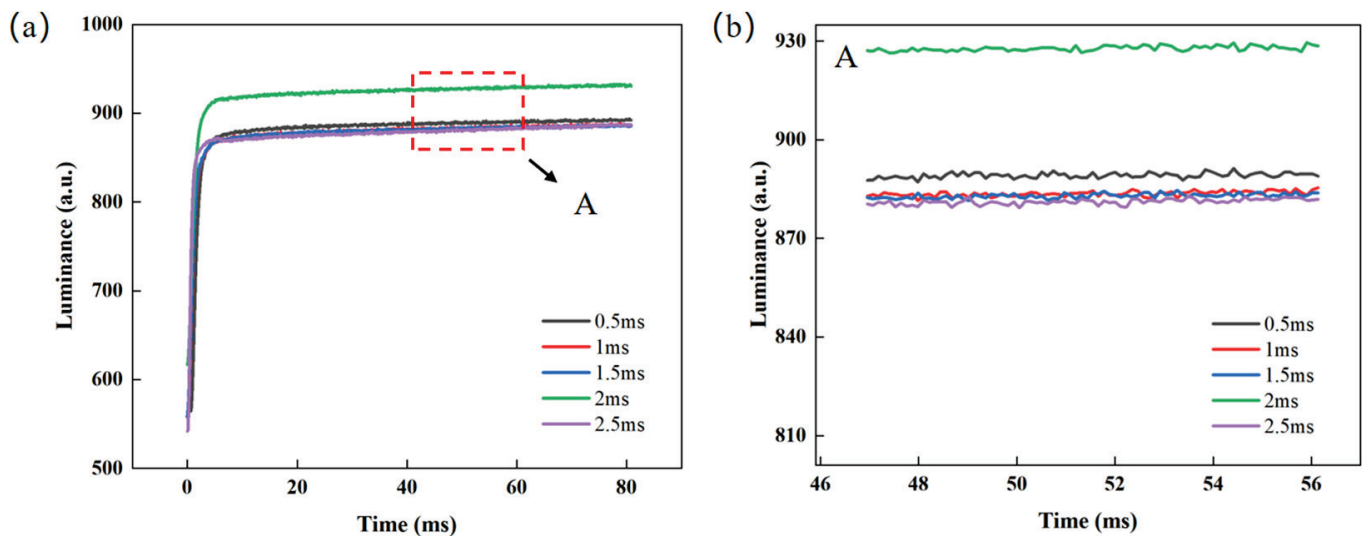 (a)
1000
900
800
700
600
500
Luminance (a.u.)
0
20
40
60
80
Time (ms)
A
0.5ms
1ms
1.5ms
2ms
2.5ms
(b)
A
930
900
870
840
810
Luminance (a.u.)
46
48
50
52
54
56
Time (ms)
0.5ms
1ms
1.5ms
2ms
2.5ms